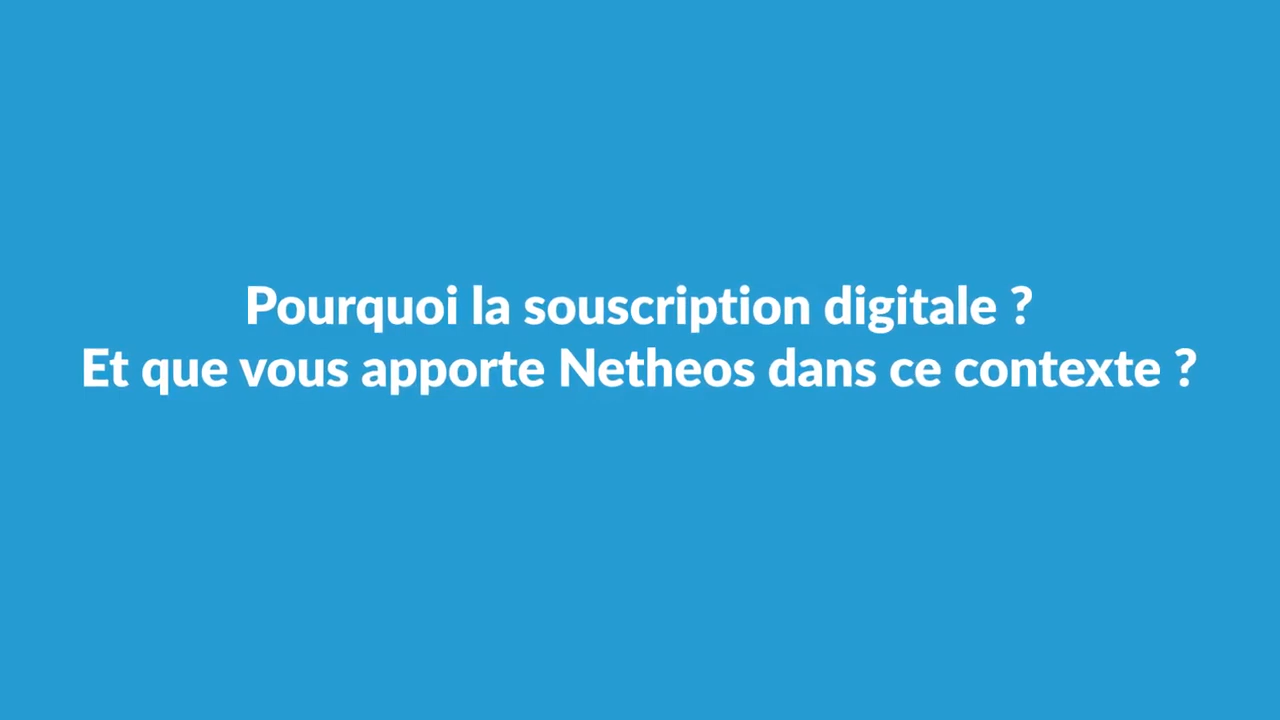 Pourquoi la souscription digitale ?
Et que vous apporte Netheos dans ce contexte ?